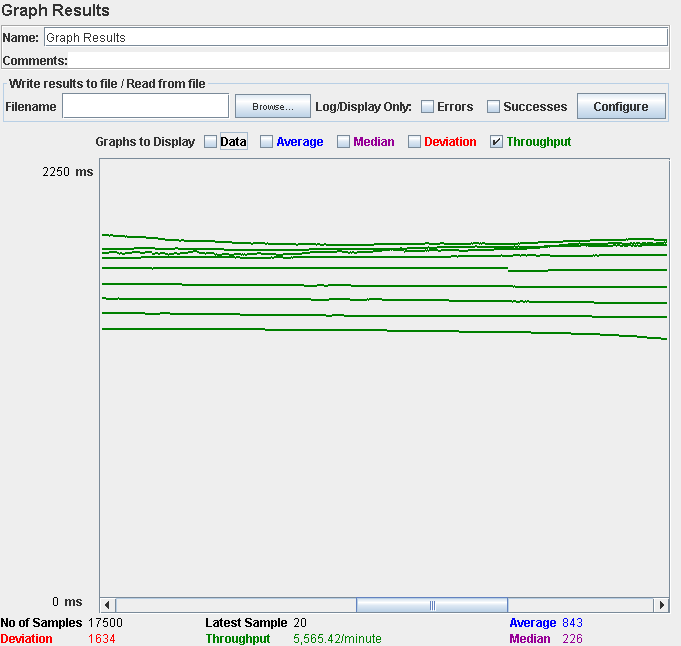 Graph Results
Name: Graph Results
Comments:
Write results to file / Read from file
Filename Browse... Log/Display Only: Errors Successes Configure
Graphs to Display Data Average Median Deviation Throughput
2250 ms
0 ms
No of Samples 17500 Latest Sample 20 Average 843
Deviation 1634 Throughput 5,565.42/minute Median 226